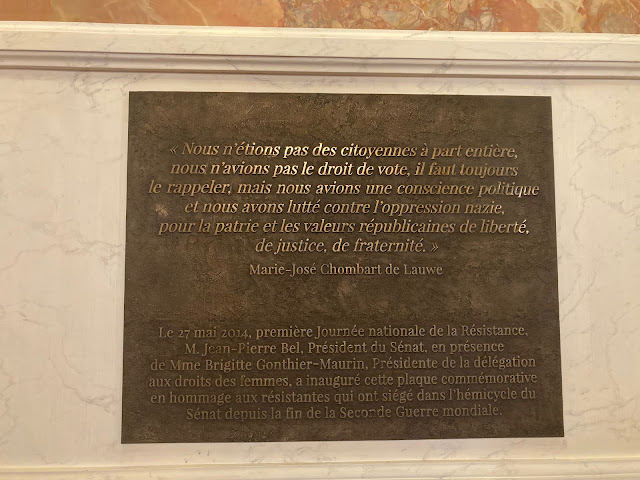 « Nous n'étions pas des citoyennes à part entière,
nous n'avions pas le droit de vote, il faut toujours
le rappeler, mais nous avions une conscience politique
et nous avons lutté contre l'oppression nazie,
pour la patrie et les valeurs républicaines de liberté,
de justice, de fraternité. »
Marie-José Chombart de Lauwe
Le 27 mai 2014, première Journée nationale de la Résistance,
M. Jean-Pierre Bel, Président du Sénat, en présence
de Mme Brigitte Gonthier-Maurin, Présidente de la délégation
aux droits des femmes, a inauguré cette plaque commémorative
en hommage aux résistantes qui ont siégé dans l'hémicycle du
Sénat depuis la fin de la Seconde Guerre mondiale.